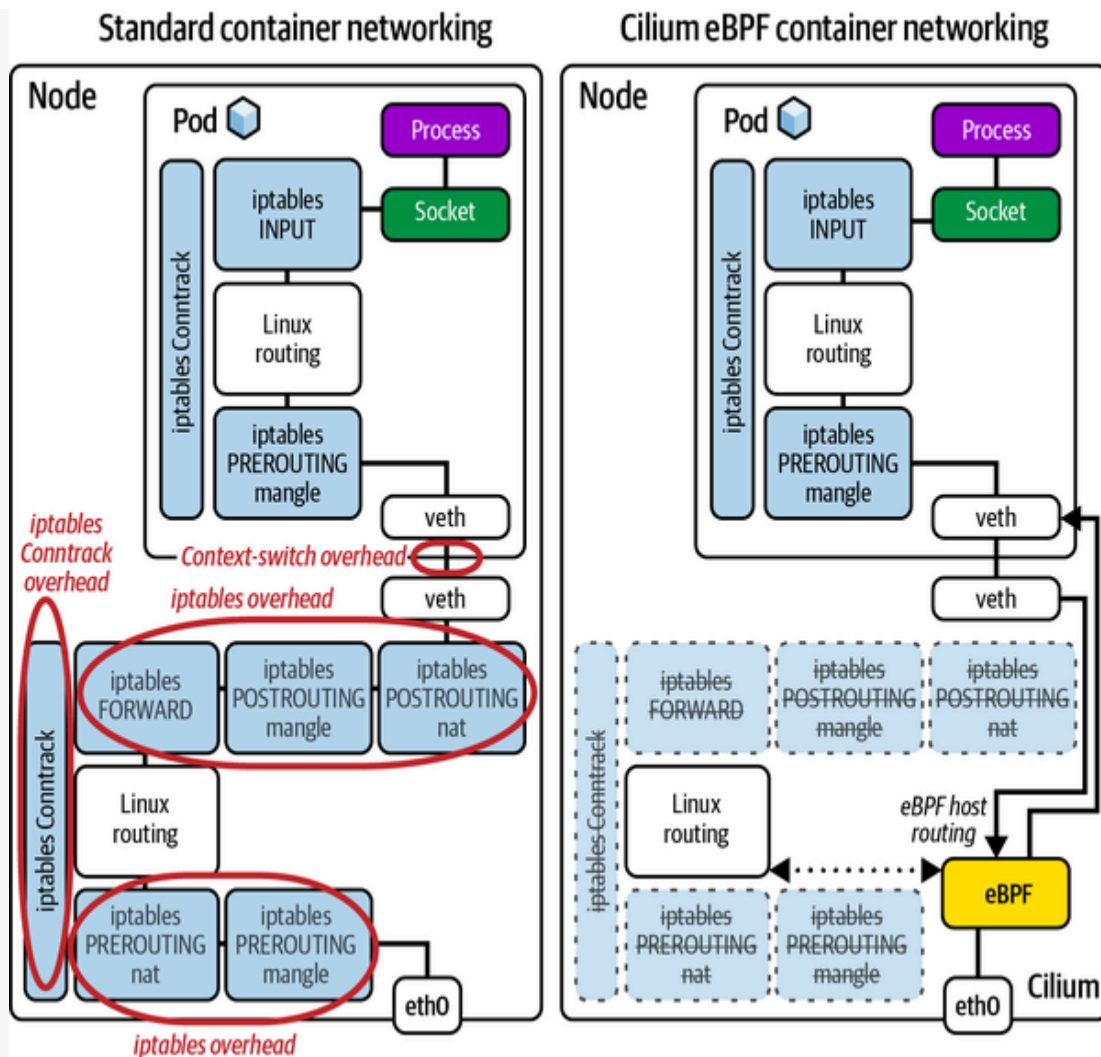 Standard container networking
Node
Pod
Process
iptables
INPUT
Socket
iptables Conntrack
Linux
routing
iptables
PREROUTING
mangle
veth
iptables
Conntrack
overhead
Context-switch overhead
veth
iptables overhead
iptables Conntrack
iptables
FORWARD
iptables
POSTROUTING
mangle
iptables
POSTROUTING
nat
Linux
routing
iptables
PREROUTING
nat
iptables
PREROUTING
mangle
eth0
iptables overhead
Cilium eBPF container networking
Node
Pod
Process
iptables
INPUT
Socket
iptables Conntrack
Linux
routing
iptables
PREROUTING
mangle
veth
veth
iptables Conntrack
iptables
FORWARD
iptables
POSTROUTING
mangle
iptables
POSTROUTING
nat
Linux
routing
eBPF host
routing
eBPF
iptables
PREROUTING
nat
iptables
PREROUTING
mangle
eth0
Cilium